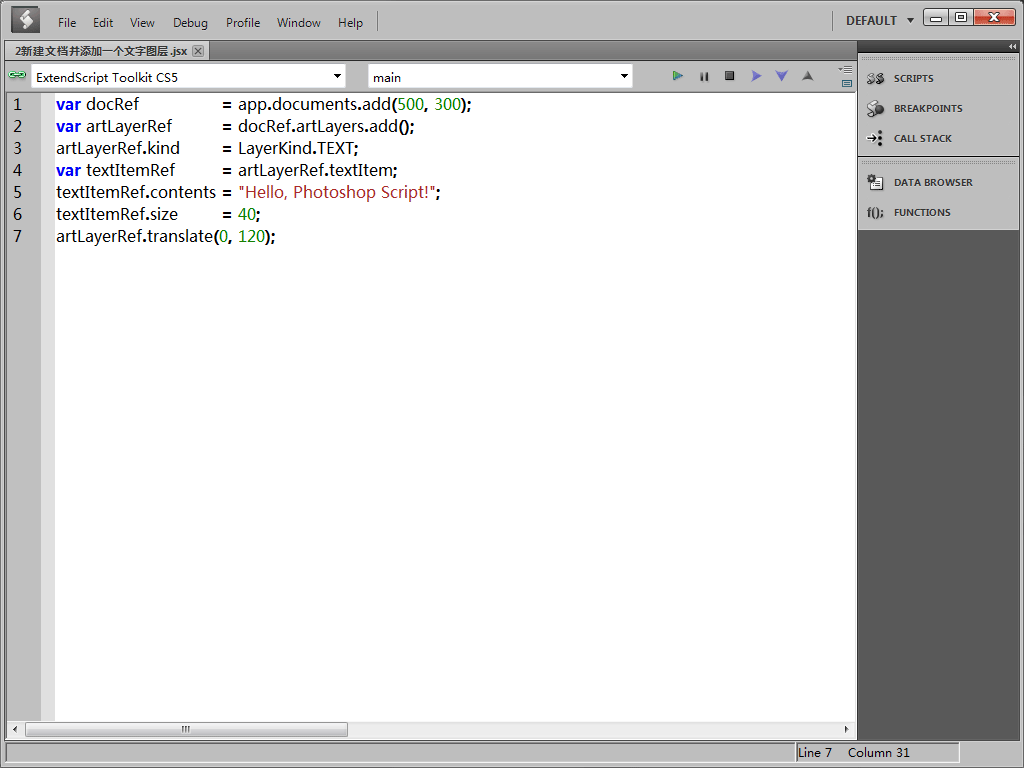 File Edit View Debug Profile Window Help DEFAULT
2新建文档并添加一个文字图层.jsx
ExtendScript Toolkit CS5 main
1 var docRef = app.documents.add(500, 300);
2 var artLayerRef = docRef.artLayers.add();
3 artLayerRef.kind = LayerKind.TEXT;
4 var textItemRef = artLayerRef.textItem;
5 textItemRef.contents = "Hello, Photoshop Script!";
6 textItemRef.size = 40;
7 artLayerRef.translate(0, 120);
SCRIPTS
BREAKPOINTS
CALL STACK
DATA BROWSER
f(); FUNCTIONS
Line 7 Column 31